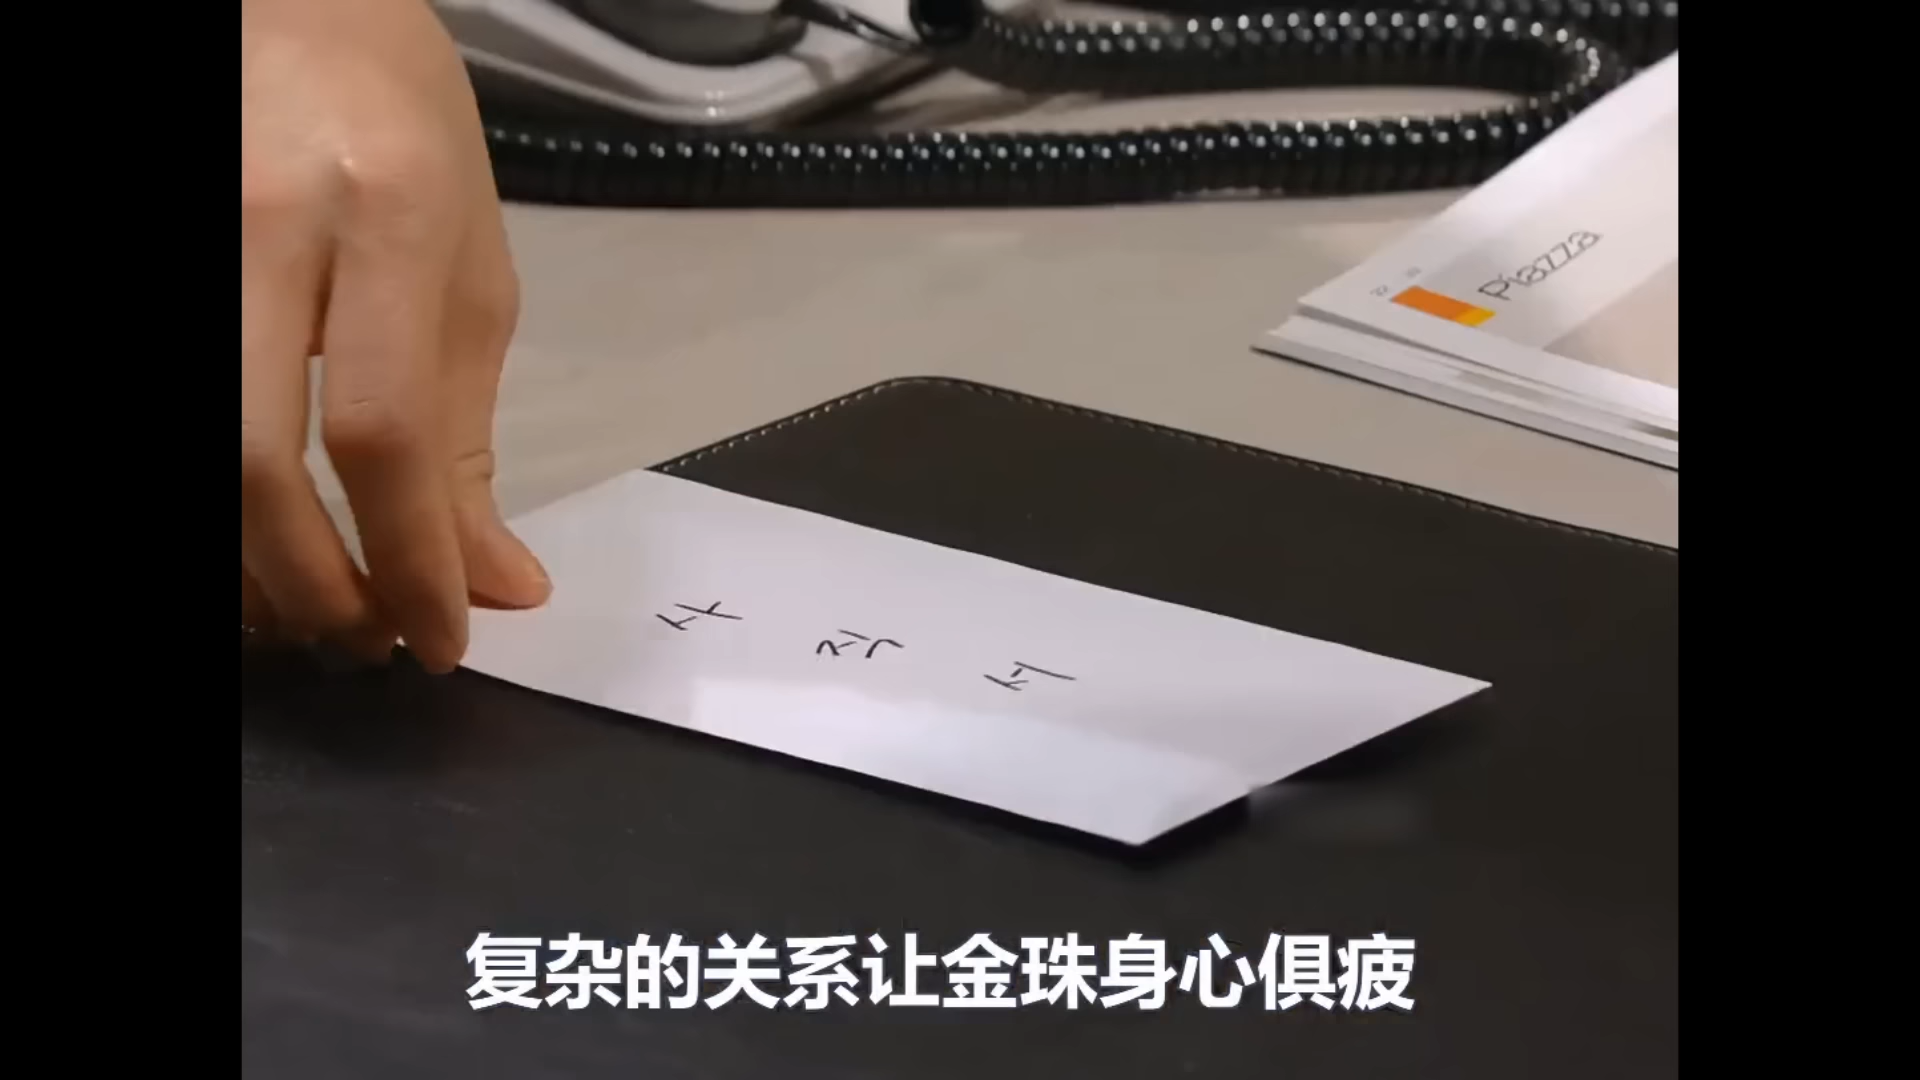 Piazza
사 직 서
复杂的关系让金珠身心俱疲